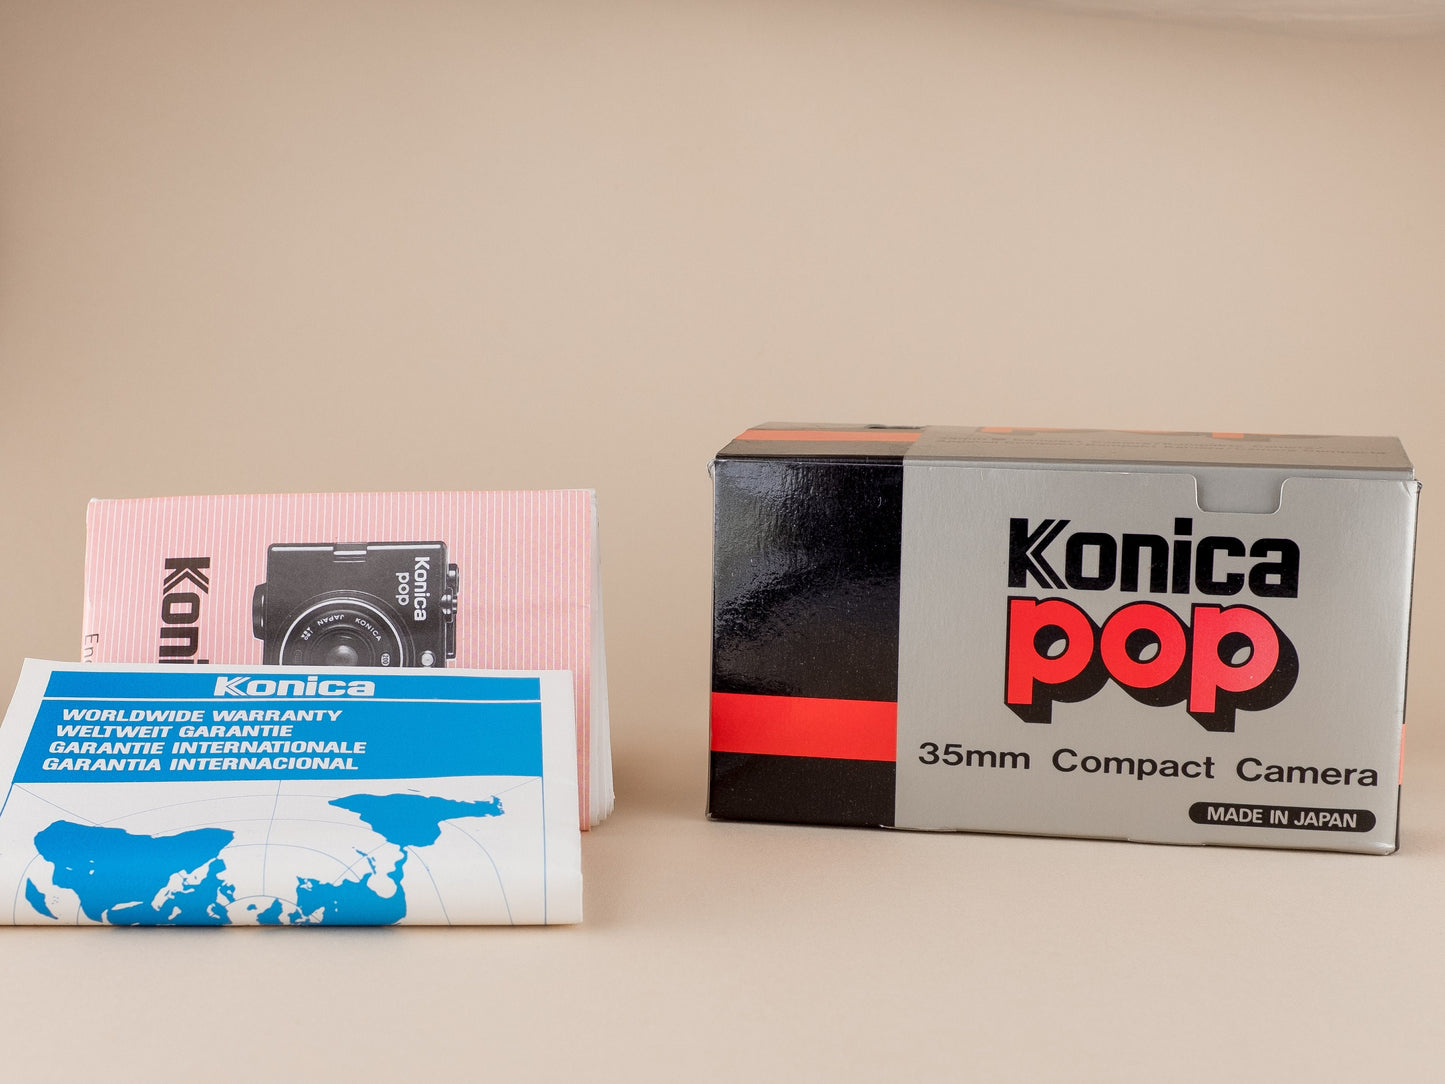 Konica
pop
35mm Compact Camera
MADE IN JAPAN
Konica
pop
KONICA
JAPAN
Konica
WORLDWIDE WARRANTY
WELTWEIT GARANTIE
GARANTIE INTERNATIONALE
GARANTIA INTERNACIONAL